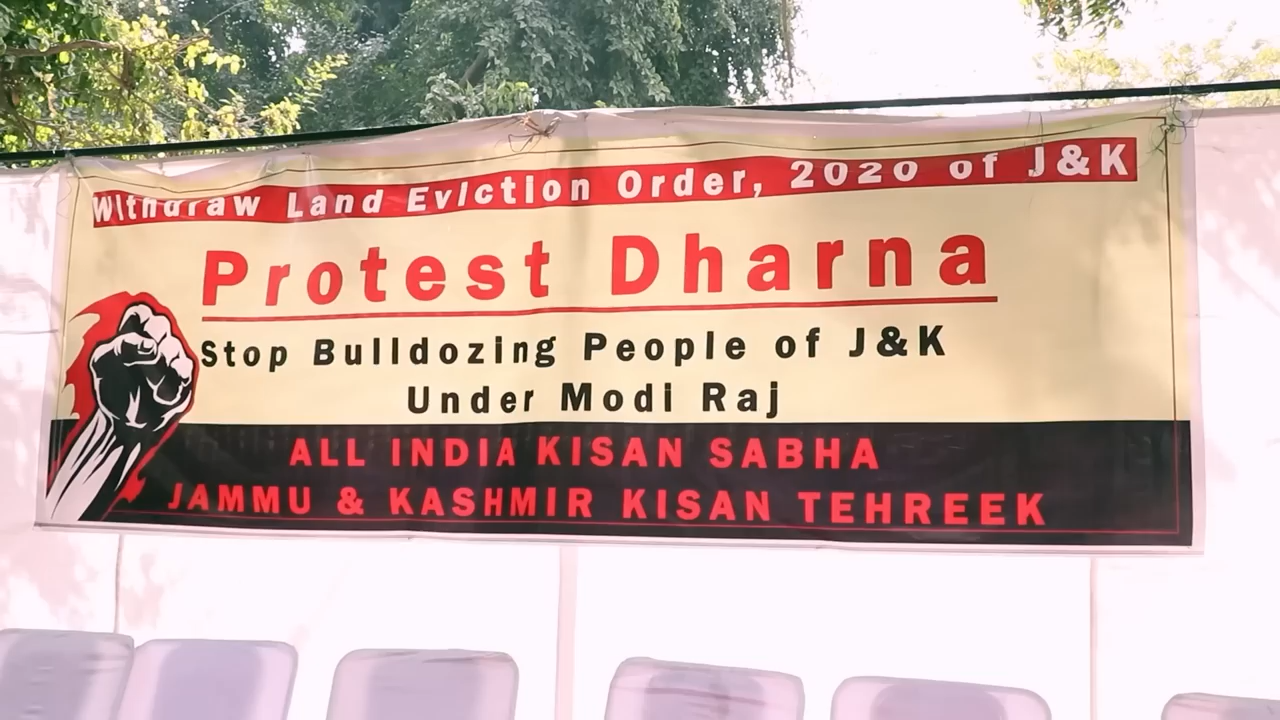 Withdraw Land Eviction Order, 2020 of J&K
Protest Dharna
Stop Bulldozing People of J&K
Under Modi Raj
ALL INDIA KISAN SABHA
JAMMU & KASHMIR KISAN TEHREEK